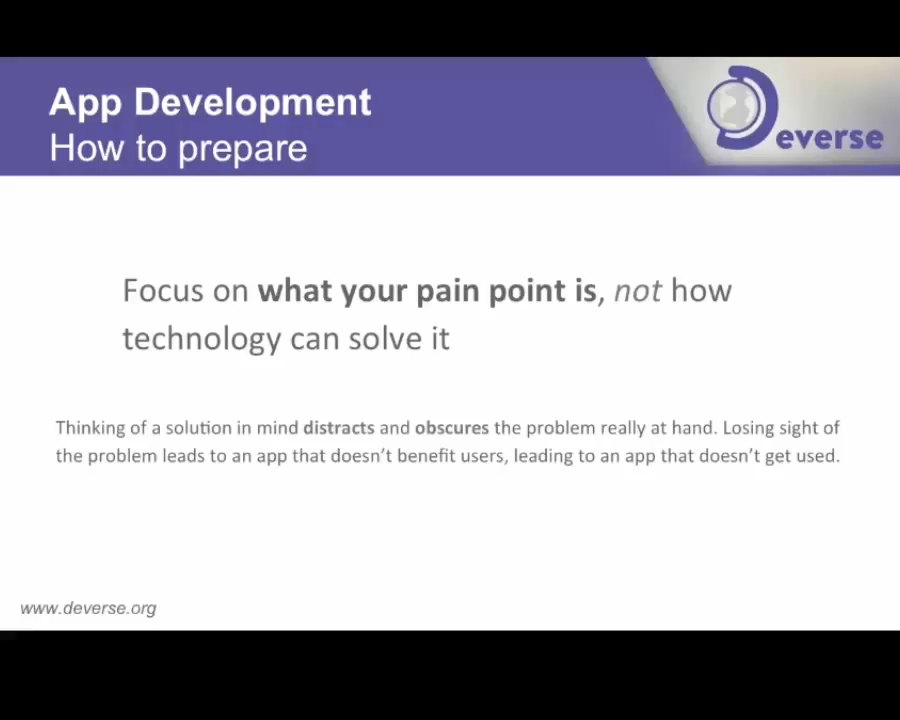 App Development
How to prepare
Deverse
Focus on what your pain point is, not how
technology can solve it
Thinking of a solution in mind distracts and obscures the problem really at hand. Losing sight of
the problem leads to an app that doesn't benefit users, leading to an app that doesn't get used.
www.deverse.org